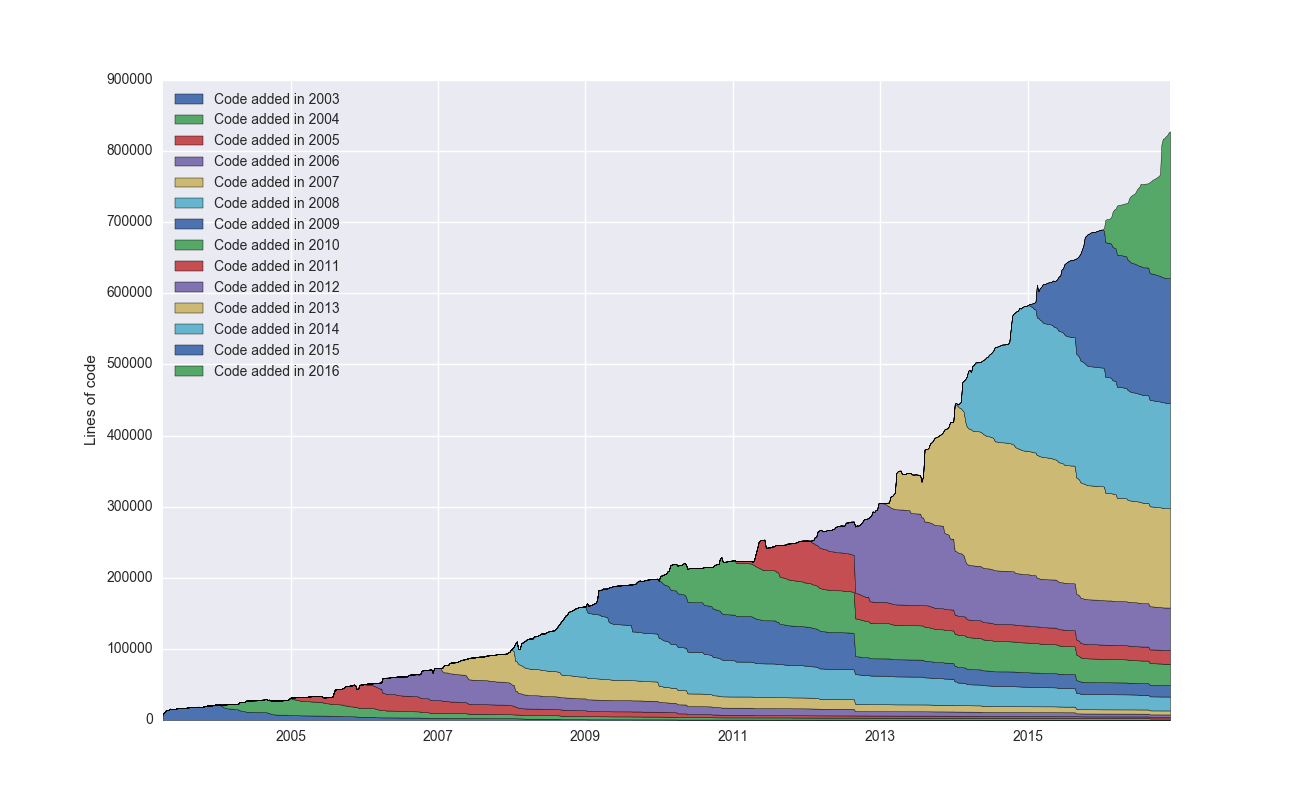 900000
800000
700000
600000
500000
400000
300000
200000
100000
0
Lines of code
Code added in 2003
Code added in 2004
Code added in 2005
Code added in 2006
Code added in 2007
Code added in 2008
Code added in 2009
Code added in 2010
Code added in 2011
Code added in 2012
Code added in 2013
Code added in 2014
Code added in 2015
Code added in 2016
2005
2007
2009
2011
2013
2015